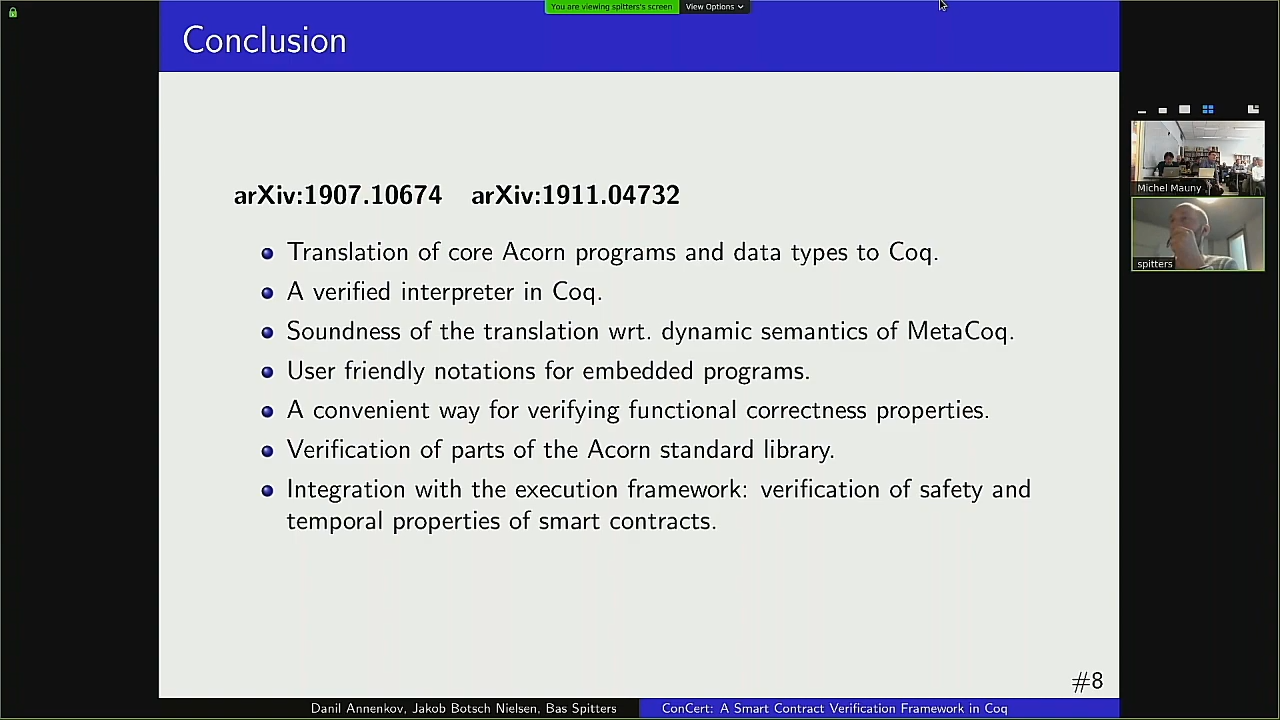 You are viewing spitters's screen View Options
Conclusion
arXiv:1907.10674 arXiv:1911.04732
Translation of core Acorn programs and data types to Coq.
A verified interpreter in Coq.
Soundness of the translation wrt. dynamic semantics of MetaCoq.
User friendly notations for embedded programs.
A convenient way for verifying functional correctness properties.
Verification of parts of the Acorn standard library.
Integration with the execution framework: verification of safety and
temporal properties of smart contracts.
#8
Danil Annenkov, Jakob Botsch Nielsen, Bas Spitters
ConCert: A Smart Contract Verification Framework in Coq
Michel Mauny
spitters